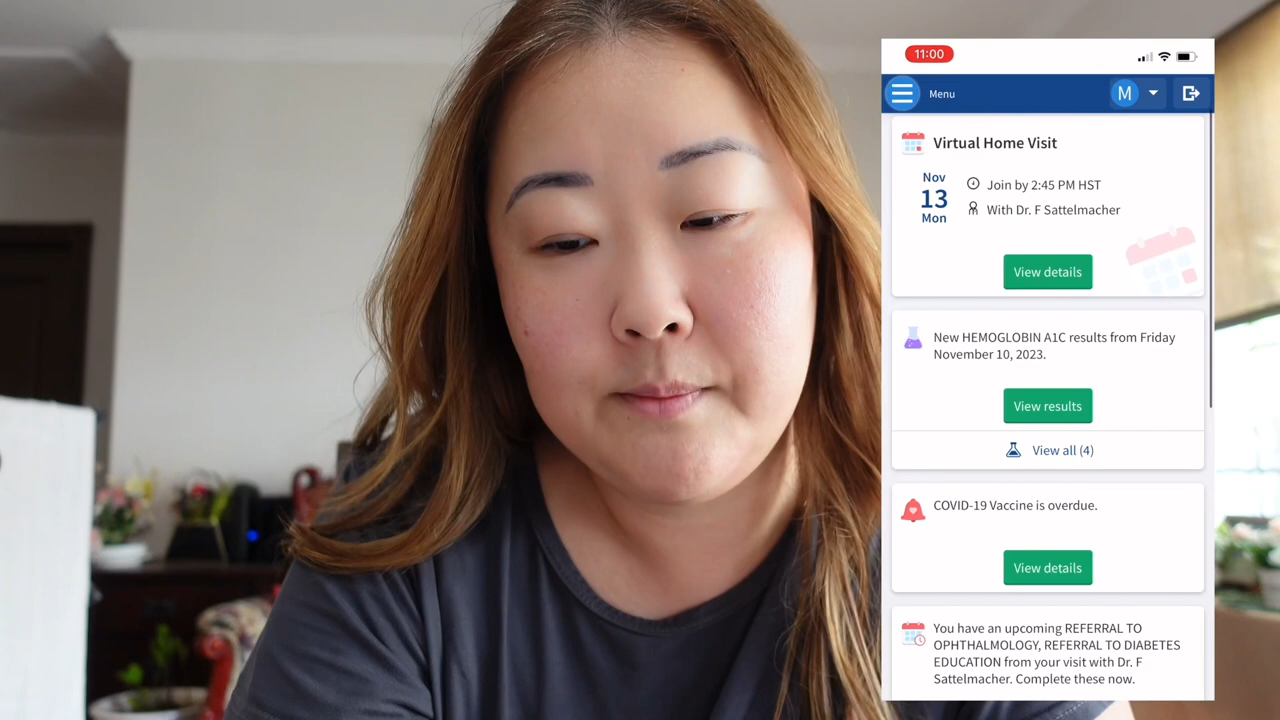 11:00
Menu
M
Virtual Home Visit
Nov
13
Mon
Join by 2:45 PM HST
With Dr. F Sattelmacher
View details
New HEMOGLOBIN A1C results from Friday
November 10, 2023.
View results
View all (4)
COVID-19 Vaccine is overdue.
View details
You have an upcoming REFERRAL TO
OPHTHALMOLOGY, REFERRAL TO DIABETES
EDUCATION from your visit with Dr. F
Sattelmacher. Complete these now.